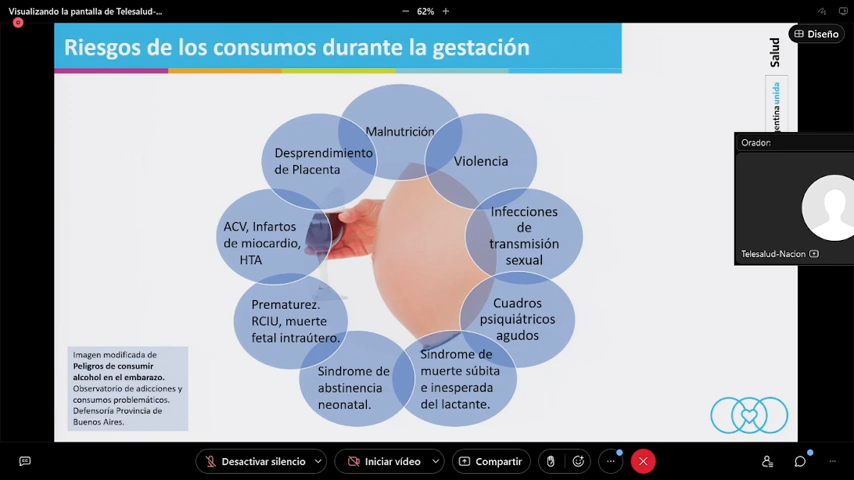 Visualizando la pantalla de Telesalud-...
62%
Diseño
Riesgos de los consumos durante la gestación
Salud
unida
Orador:
Telesalud-Nacion
Malnutrición
Desprendimiento
de Placenta
Violencia
ACV, Infartos
de miocardio,
HTA
Infecciones
de
transmisión
sexual
Prematurez.
RCIU, muerte
fetal intraútero.
Cuadros
psiquiátricos
agudos
Sindrome de
abstinencia
neonatal.
Sindrome de
muerte súbita
e inesperada
del lactante.
Imagen modificada de
Peligros de consumir
alcohol en el embarazo.
Observatorio de adicciones y
consumos problemáticos.
Defensoría Provincia de
Buenos Aires.
Desactivar silencio
Iniciar vídeo
Compartir